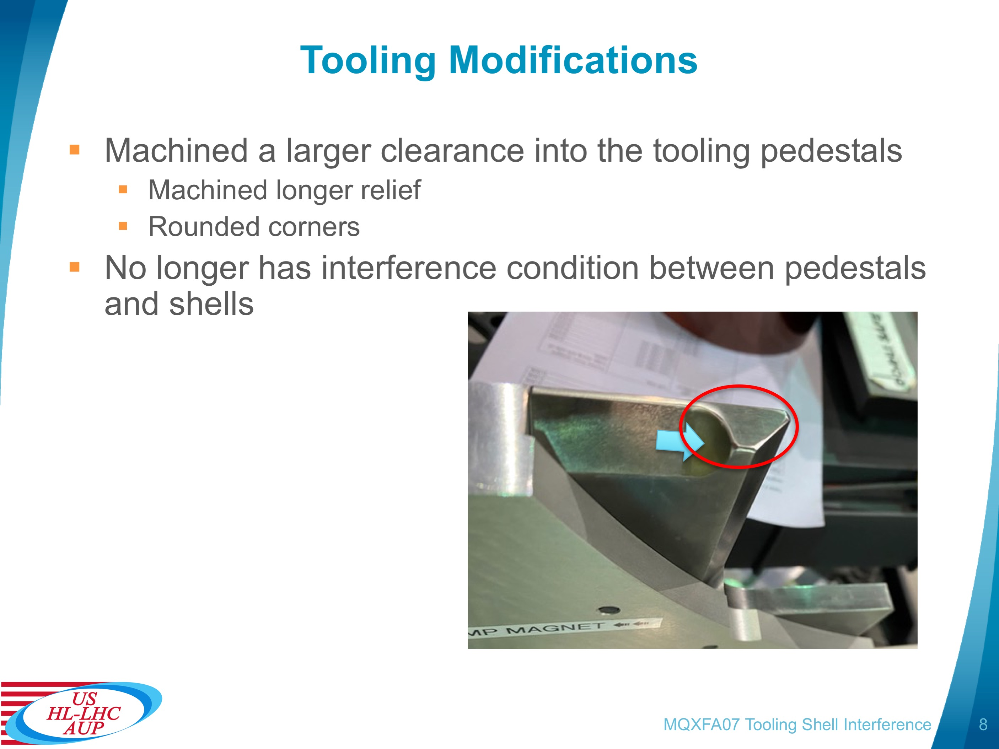 Tooling Modifications
Machined a larger clearance into the tooling pedestals
Machined longer relief
Rounded corners
No longer has interference condition between pedestals
and shells
MP MAGNET
US
HL-LHC
AUP
MQXFA07 Tooling Shell Interference
8